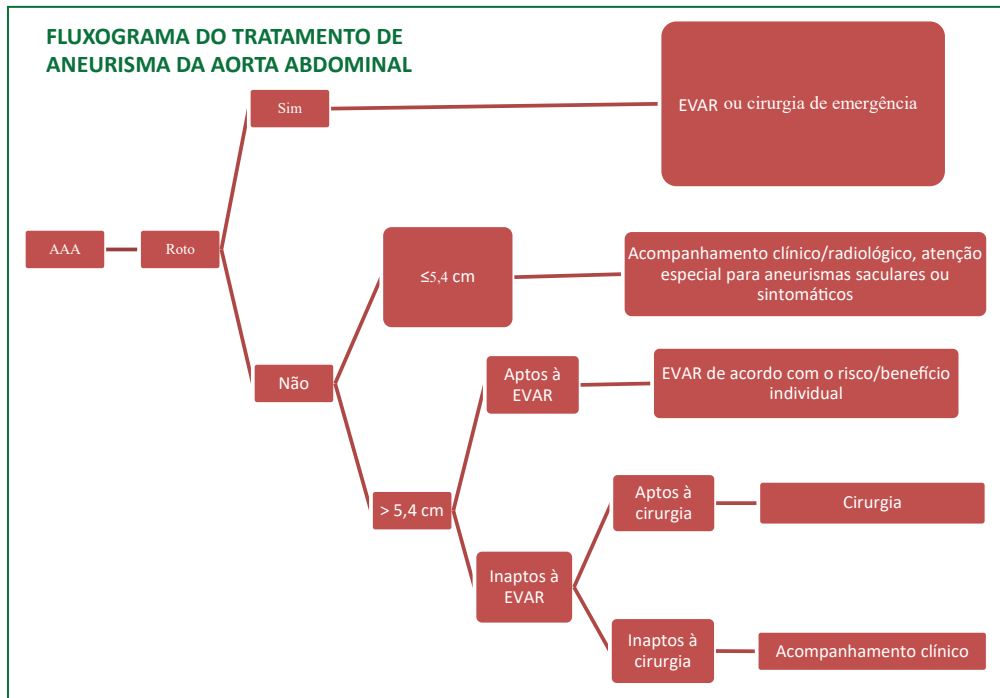 FLUXOGRAMA DO TRATAMENTO DE
ANEURISMA DA AORTA ABDOMINAL
Sim
EVAR ou cirurgia de emergência
AAA
Roto
≤5,4 cm
Acompanhamento clínico/radiológico, atenção
especial para aneurismas saculares ou
sintomáticos
Não
Aptos à
EVAR
EVAR de acordo com o risco/benefício
individual
> 5,4 cm
Aptos à
cirurgia
Cirurgia
Inaptos à
EVAR
Inaptos à
cirurgia
Acompanhamento clínico